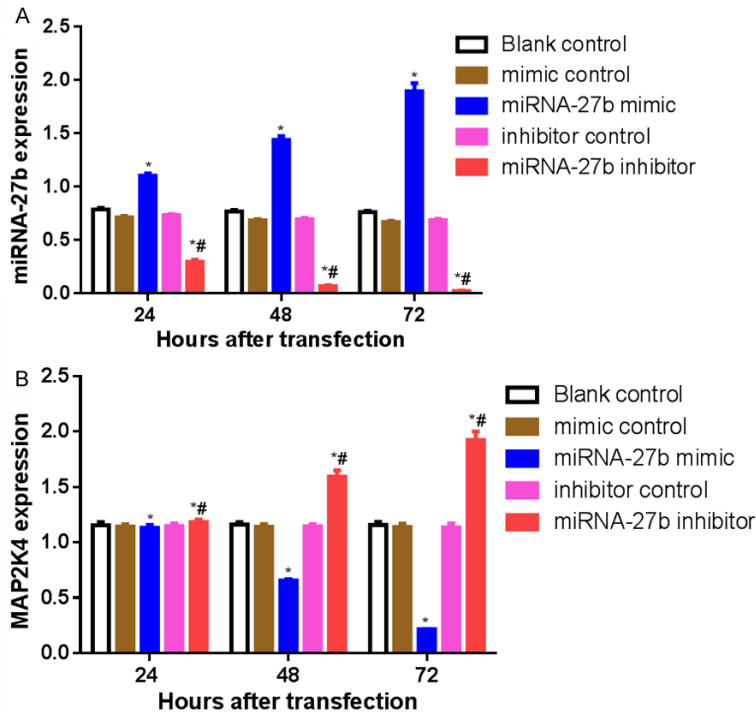 A
miRNA-27b expression
2.5
2.0
1.5
1.0
0.5
0.0
*
*#
*
*#
*
*#
24
48
72
Hours after transfection
Blank control
mimic control
miRNA-27b mimic
inhibitor control
miRNA-27b inhibitor
B
MAP2K4 expression
2.5
2.0
1.5
1.0
0.5
0.0
*
*#
*
*#
*
*#
24
48
72
Hours after transfection
Blank control
mimic control
miRNA-27b mimic
inhibitor control
miRNA-27b inhibitor